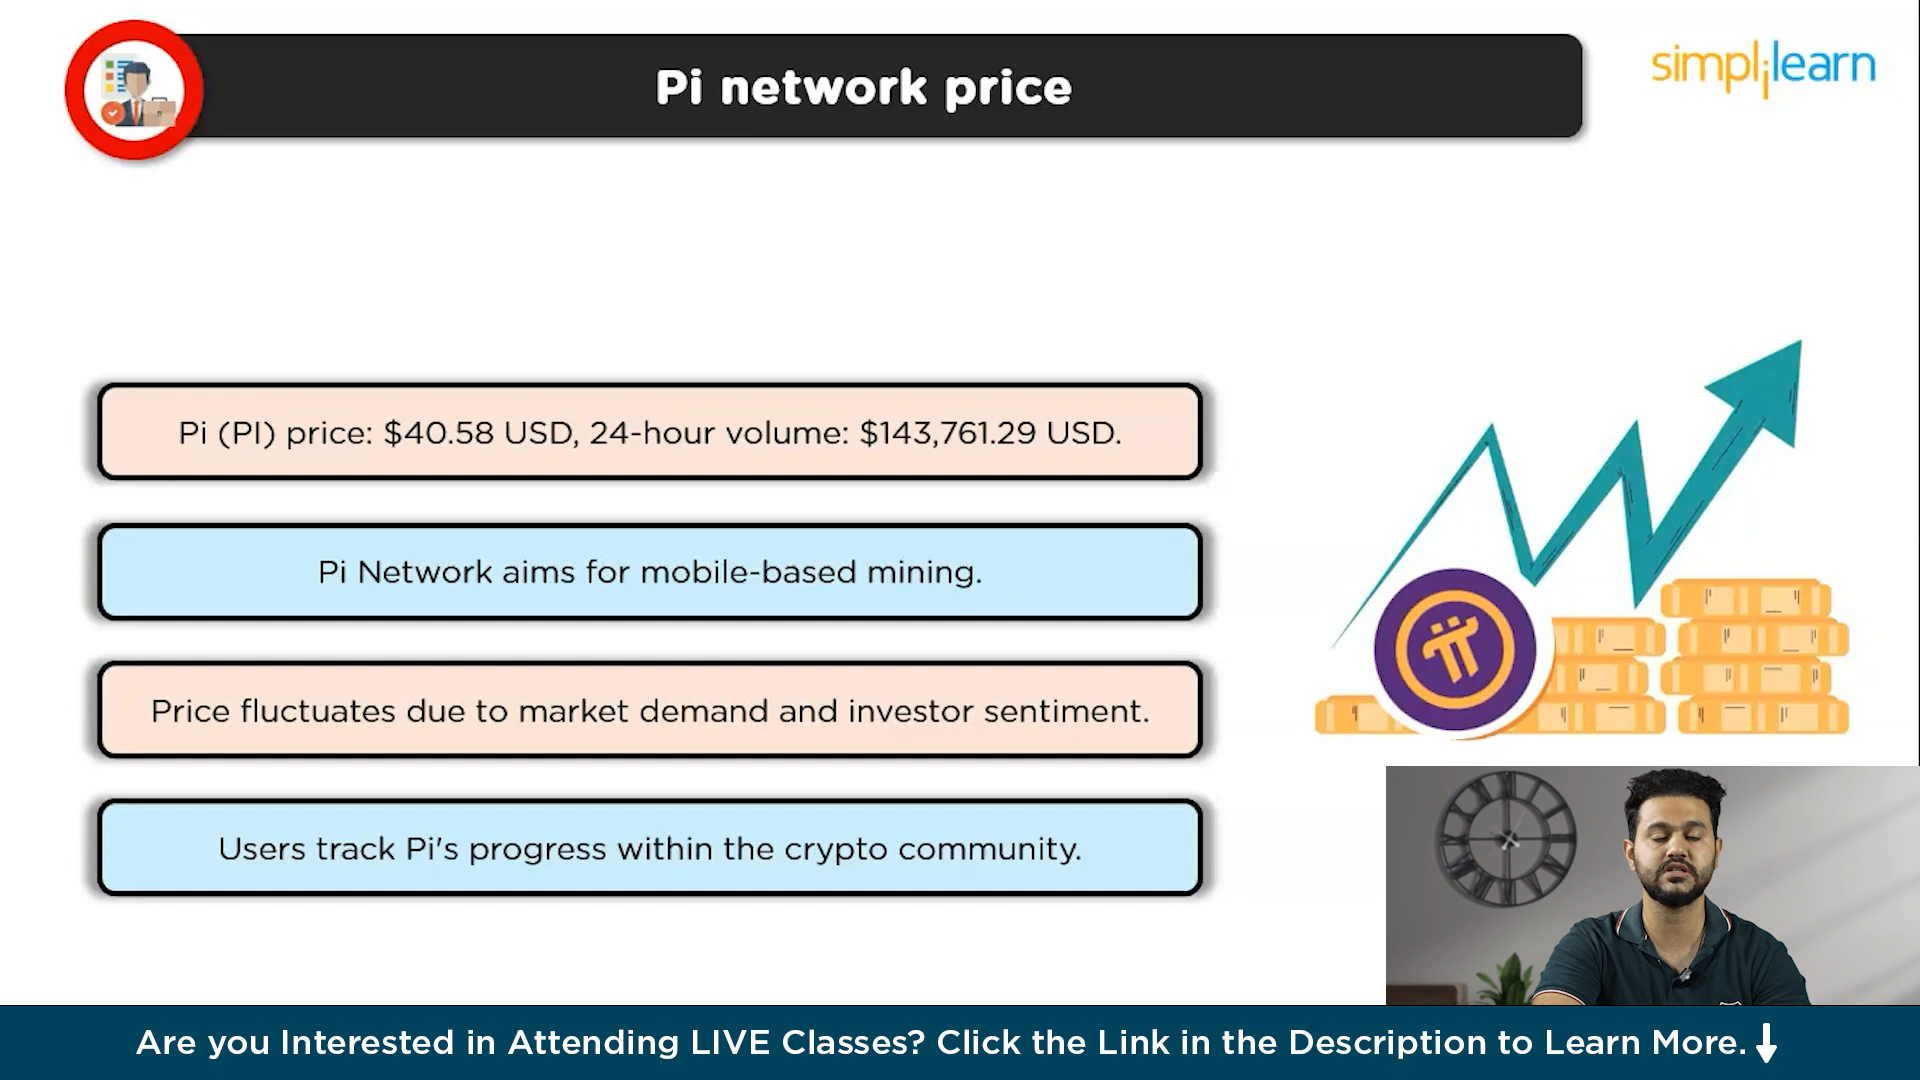 Pi network price
simplilearn
Pi (PI) price: $40.58 USD, 24-hour volume: $143,761.29 USD.
Pi Network aims for mobile-based mining.
Price fluctuates due to market demand and investor sentiment.
Users track Pi's progress within the crypto community.
Are you Interested in Attending LIVE Classes? Click the Link in the Description to Learn More.